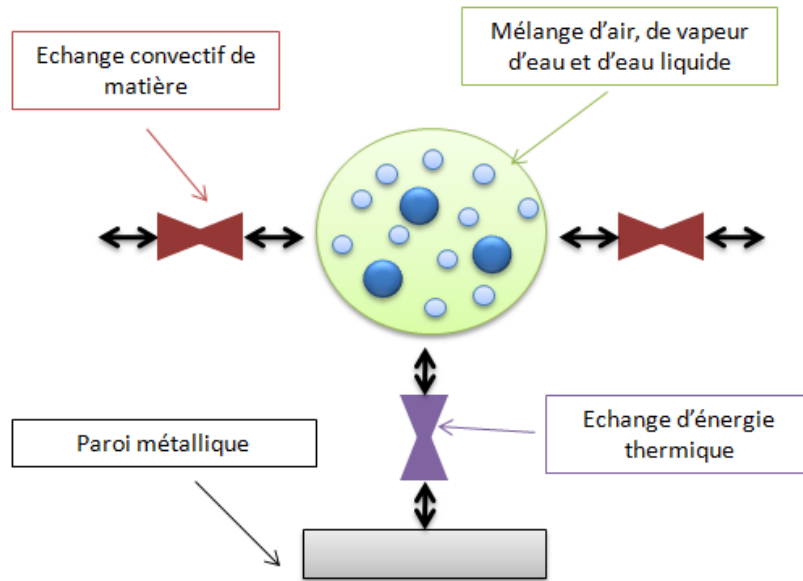 Echange convectif de
matière
Mélange d’air, de vapeur
d’eau et d’eau liquide
Paroi métallique
Echange d’énergie
thermique